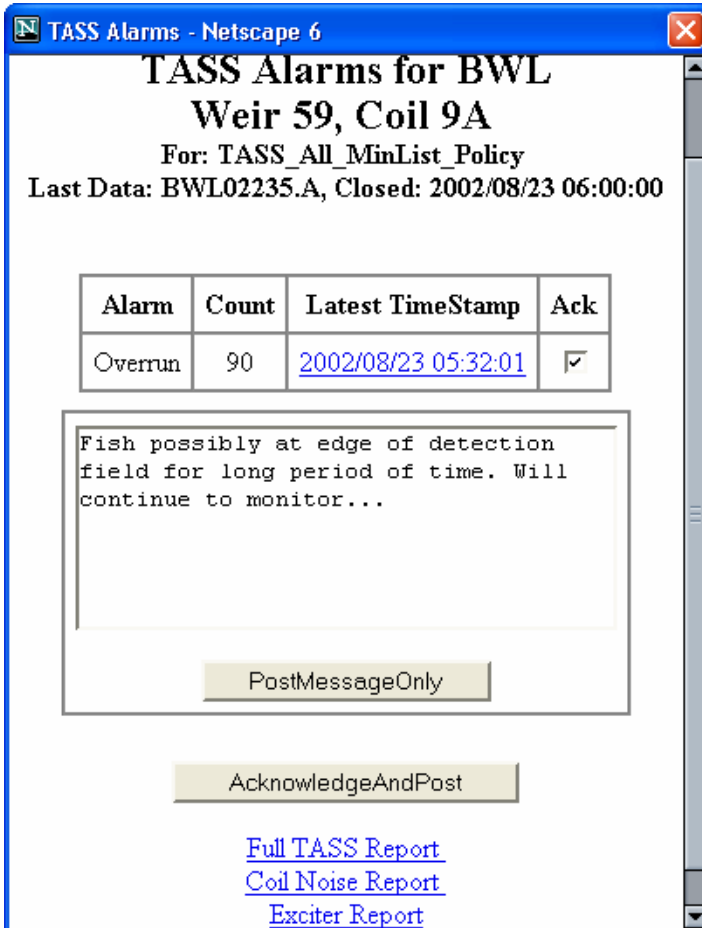 TASS Alarms - Netscape 6
TASS Alarms for BWL
Weir 59, Coil 9A
For: TASS_All_MinList_Policy
Last Data: BWL02235.A, Closed: 2002/08/23 06:00:00
Alarm Count Latest TimeStamp Ack
Overrun 90 2002/08/23 05:32:01
Fish possibly at edge of detection
field for long period of time. Will
continue to monitor...
PostMessageOnly
AcknowledgeAndPost
Full TASS Report
Coil Noise Report
Exciter Report